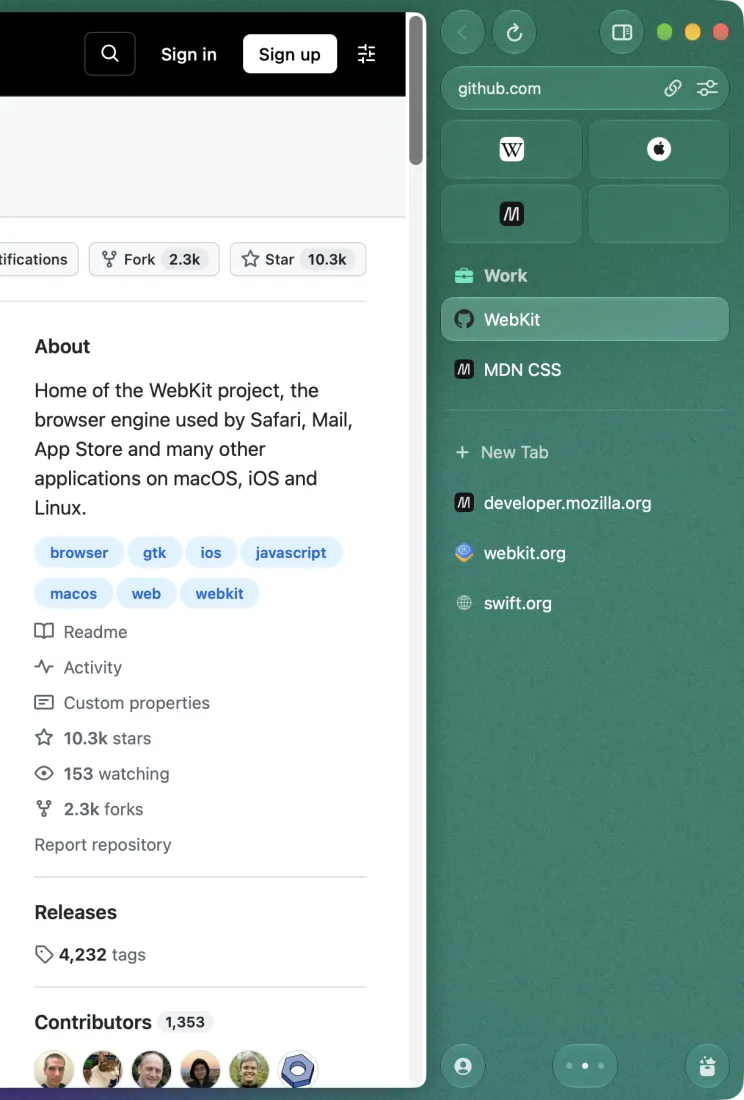 Sign in
Sign up
tifications
Fork 2.3k
Star 10.3k
About
Home of the WebKit project, the
browser engine used by Safari, Mail,
App Store and many other
applications on macOS, iOS and
Linux.
browser gtk ios javascript
macos web webkit
Readme
Activity
Custom properties
10.3k stars
153 watching
2.3k forks
Report repository
Releases
4,232 tags
Contributors 1,353
github.com
W
Work
WebKit
MDN CSS
+ New Tab
developer.mozilla.org
webkit.org
swift.org